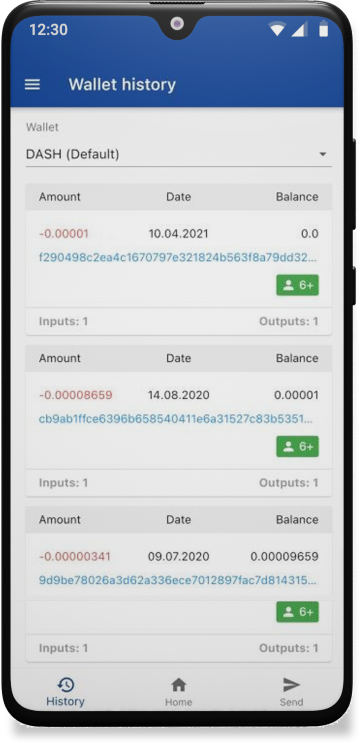 12:30
Wallet history
Wallet
DASH (Default)
Amount Date Balance
-0.00001 10.04.2021 0.0
f290498c2ea4c1670797e321824b563f8a79dd32...
6+
Inputs: 1 Outputs: 1
Amount Date Balance
-0.00008659 14.08.2020 0.00001
cb9ab1ffce6396b658540411e6a31527c83b5351...
6+
Inputs: 1 Outputs: 1
Amount Date Balance
-0.00000341 09.07.2020 0.00009659
9d9be78026a3d62a336ece7012897fac7d814315...
6+
Inputs: 1 Outputs: 1
History Home Send